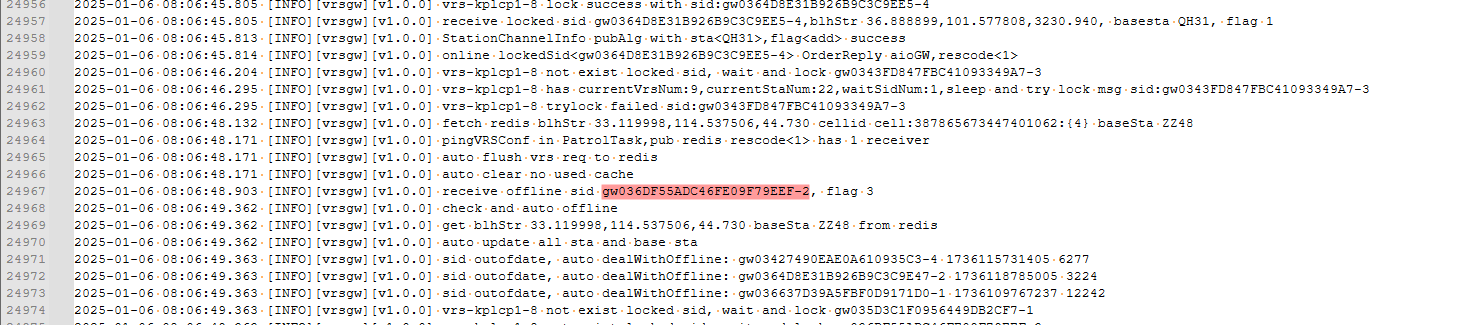 24956 2025-01-06 08:06:45.805 [INFO][vrsgw][v1.0.0] vrs-kplcp1-8 lock success with sid:gw0364D8E31B926B9C3C9EE5-4
24957 2025-01-06 08:06:45.805 [INFO][vrsgw][v1.0.0] receive locked sid gw0364D8E31B926B9C3C9EE5-4,blhStr 36.888899,101.577808,3230.940, basesta QH31, flag 1
24958 2025-01-06 08:06:45.813 [INFO][vrsgw][v1.0.0] StationChannelInfo pubAlg with sta<QH31>,flag<add> success
24959 2025-01-06 08:06:45.814 [INFO][vrsgw][v1.0.0] online lockedSid<gw0364D8E31B926B9C3C9EE5-4> OrderReply aioGW,rescode<1>
24960 2025-01-06 08:06:46.204 [INFO][vrsgw][v1.0.0] vrs-kplcp1-8 not exist locked sid, wait and lock gw0343FD847FBC41093349A7-3
24961 2025-01-06 08:06:46.295 [INFO][vrsgw][v1.0.0] vrs-kplcp1-8 has currentVrsNum:9,currentStaNum:22,waitSidNum:1,sleep and try lock msg sid:gw0343FD847FBC41093349A7-3
24962 2025-01-06 08:06:46.295 [INFO][vrsgw][v1.0.0] vrs-kplcp1-8 trylock failed sid:gw0343FD847FBC41093349A7-3
24963 2025-01-06 08:06:48.132 [INFO][vrsgw][v1.0.0] fetch redis blhStr 33.119998,114.537506,44.730 cellid cell:387865673447401062:{4} baseSta ZZ48
24964 2025-01-06 08:06:48.171 [INFO][vrsgw][v1.0.0] pingVRSConf in PatrolTask,pub redis rescode<1> has 1 receiver
24965 2025-01-06 08:06:48.171 [INFO][vrsgw][v1.0.0] auto flush vrs req to redis
24966 2025-01-06 08:06:48.171 [INFO][vrsgw][v1.0.0] auto clear no used cache
24967 2025-01-06 08:06:48.903 [INFO][vrsgw][v1.0.0] receive offline sid gw036DF55ADC46FE09F79EEF-2, flag 3
24968 2025-01-06 08:06:49.362 [INFO][vrsgw][v1.0.0] check and auto offline
24969 2025-01-06 08:06:49.362 [INFO][vrsgw][v1.0.0] get blhStr 33.119998,114.537506,44.730 baseSta ZZ48 from redis
24970 2025-01-06 08:06:49.362 [INFO][vrsgw][v1.0.0] auto update all sta and base sta
24971 2025-01-06 08:06:49.363 [INFO][vrsgw][v1.0.0] sid outofdate, auto dealWithOffline: gw03427490EAE0A610935C3-4 1736115731405 6277
24972 2025-01-06 08:06:49.363 [INFO][vrsgw][v1.0.0] sid outofdate, auto dealWithOffline: gw0364D8E31B926B9C3C9E47-2 1736118785005 3224
24973 2025-01-06 08:06:49.363 [INFO][vrsgw][v1.0.0] sid outofdate, auto dealWithOffline: gw036637D39A5FBF0D9171D0-1 1736109767237 12242
24974 2025-01-06 08:06:49.363 [INFO][vrsgw][v1.0.0] vrs-kplcp1-8 not exist locked sid, wait and lock gw035D3C1F0956449DB2CF7-1